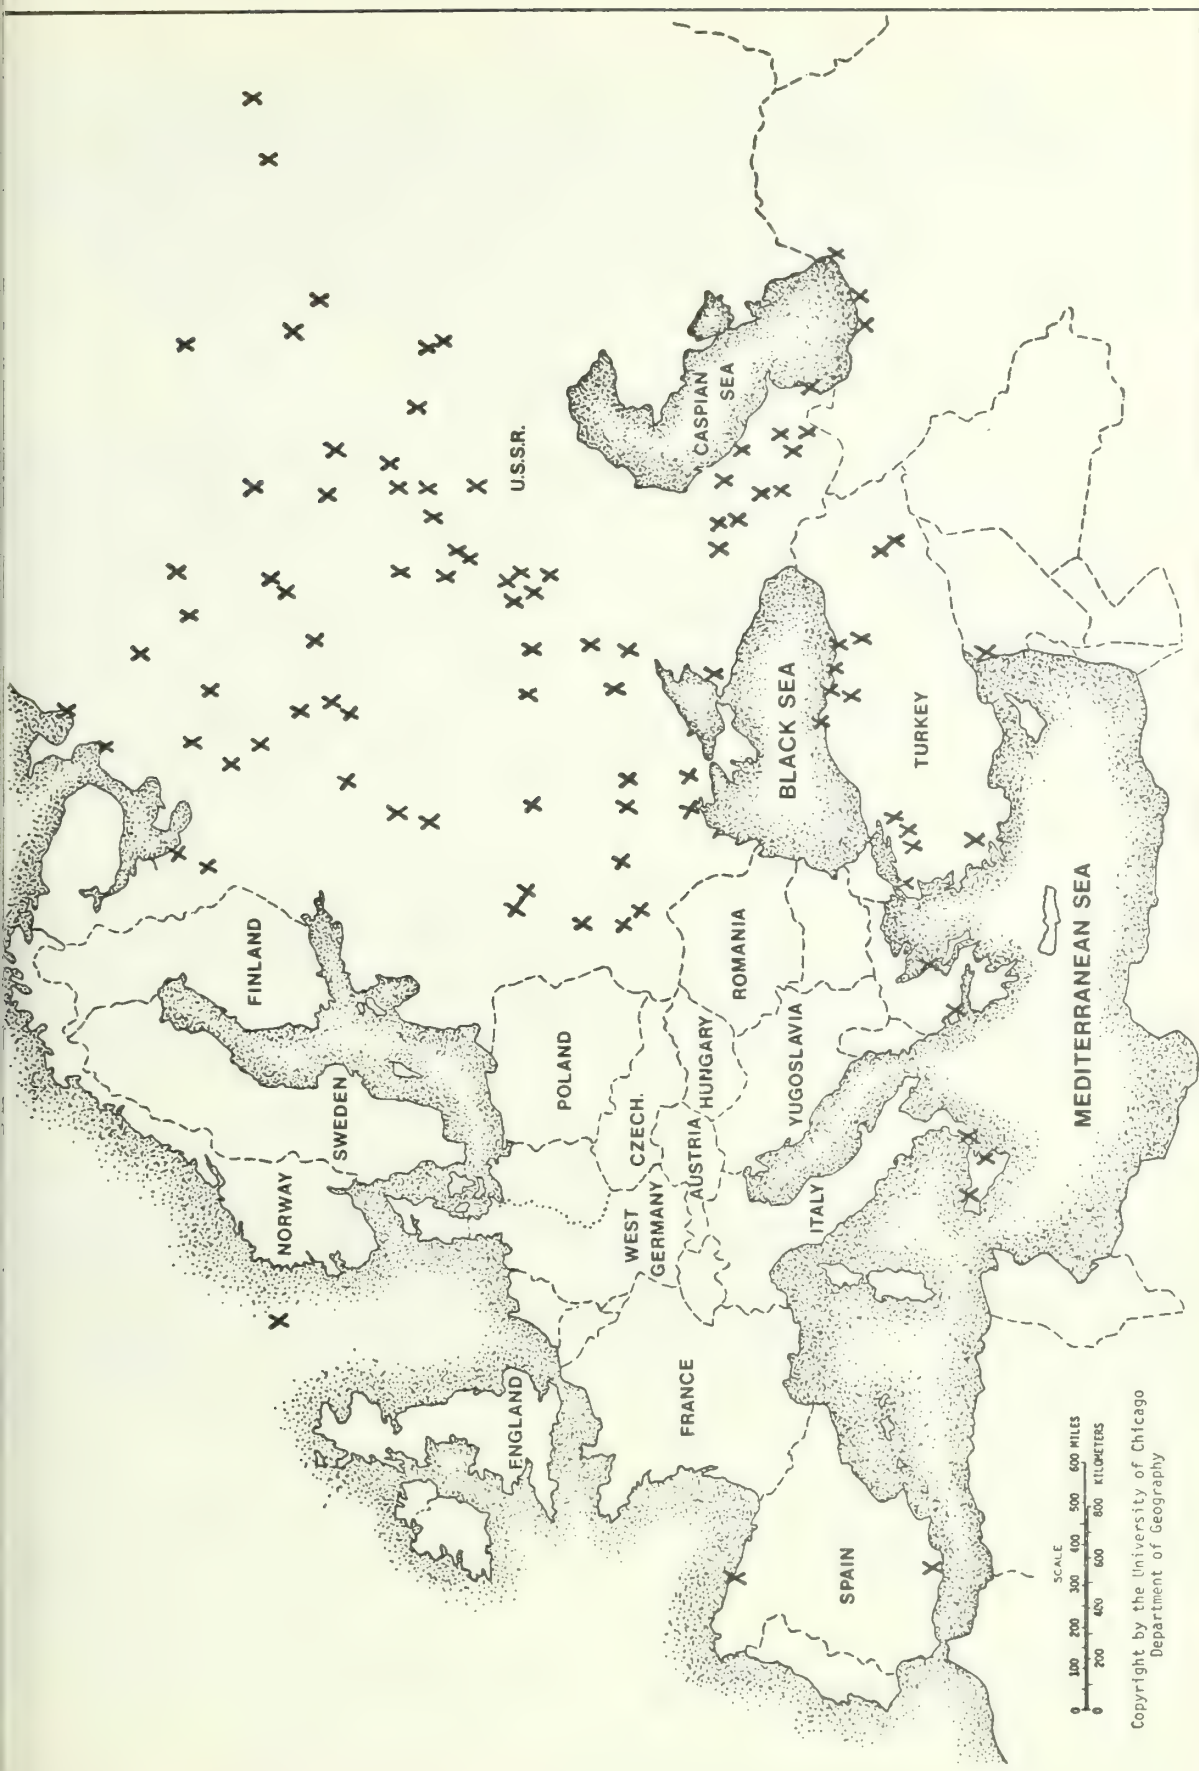 NORWAY
SWEDEN
FINLAND
U.S.S.R.
ENGLAND
POLAND
WEST
GERMANY
CZECH.
FRANCE
AUSTRIA
HUNGARY
ROMANIA
CASPIAN
SEA
ITALY
YUGOSLAVIA
BLACK SEA
SPAIN
TURKEY
MEDITERRANEAN SEA
SCALE
0 100 200 300 400 500 600 MILES
0 200 400 600 800 KILOMETERS
Copyright by the University of Chicago
Department of Geography